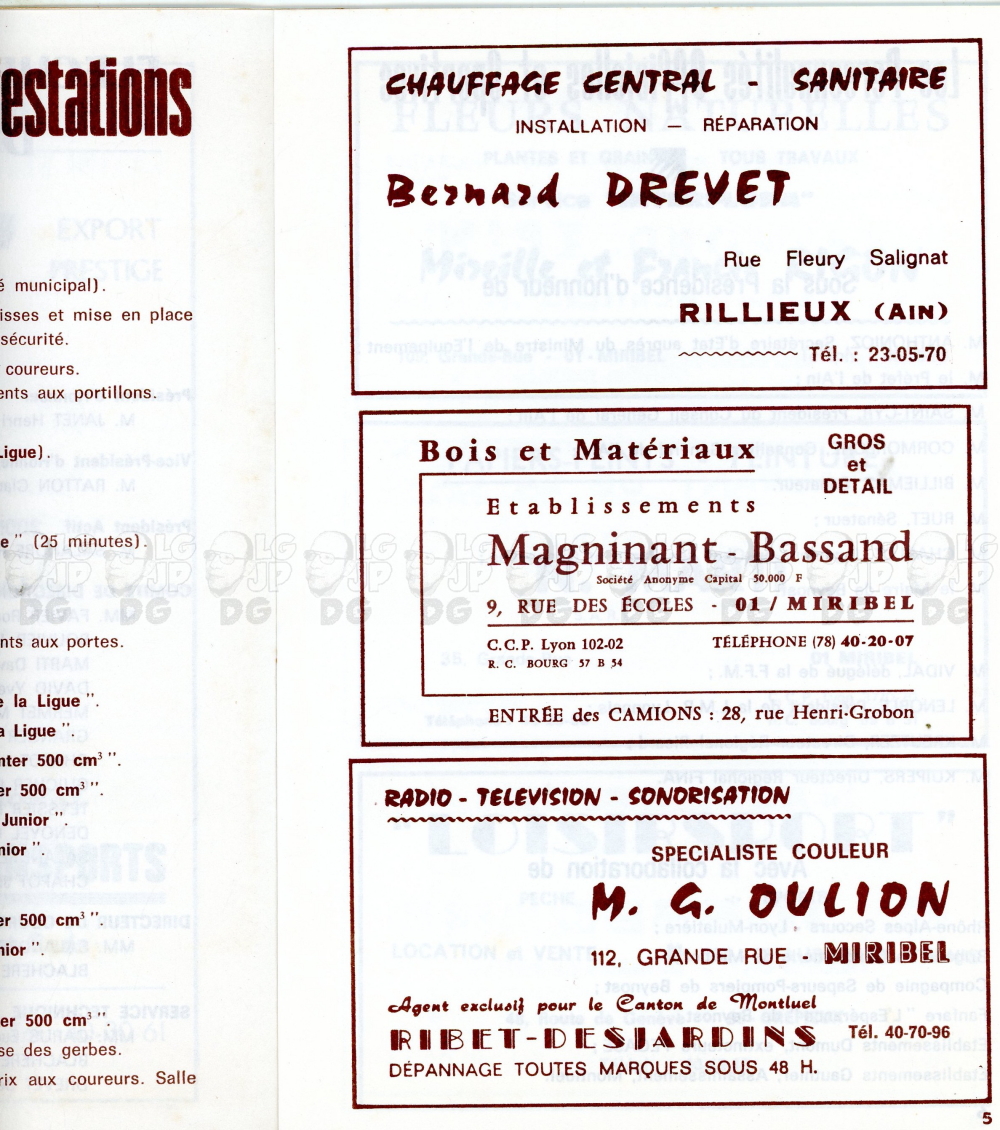 estations
é municipal).
isses et mise en place
sécurité.
coureurs.
ents aux portillons.
Ligue).
e" (25 minutes).
nts aux portes.
e la Ligue".
a Ligue".
nter 500 cm³".
er 500 cm³".
Junior".
nior".
er 500 cm³".
nior".
er 500 cm³".
se des gerbes.
rix aux coureurs. Salle
CHAUFFAGE CENTRAL - SANITAIRE
INSTALLATION — RÉPARATION
Bernard DREVET
Rue Fleury Salignat
RILLIEUX (AIN)
Tél. : 23-05-70
Bois et Matériaux
GROS
et
DETAIL
Etablissements
Magninant - Bassand
Société Anonyme Capital 50.000 F
9, RUE DES ÉCOLES - 01 / MIRIBEL
C.C.P. Lyon 102-02 TÉLÉPHONE (78) 40-20-07
R. C. BOURG 57 B 54
ENTRÉE des CAMIONS : 28, rue Henri-Grobon
RADIO - TELEVISION - SONORISATION
SPECIALISTE COULEUR
M. G. OULION
112, GRANDE RUE - MIRIBEL
Agent exclusif pour le Canton de Montluel
RIBET-DESJARDINS Tél. 40-70-96
DÉPANNAGE TOUTES MARQUES SOUS 48 H.
5
LG JP DG